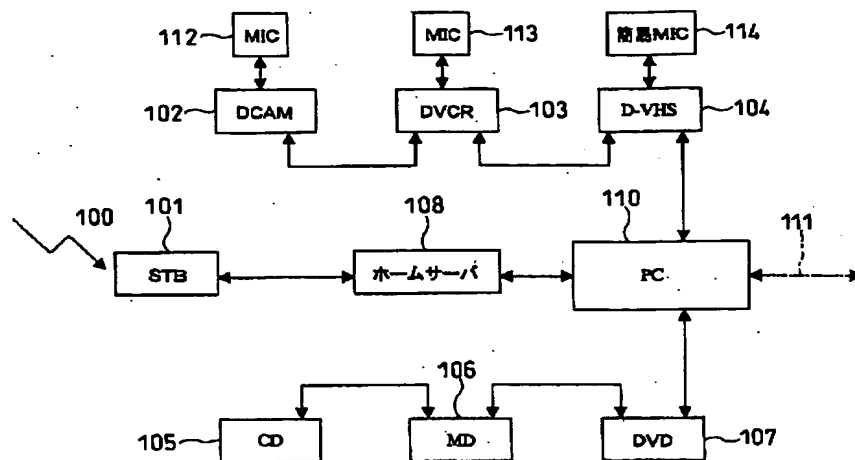 112 MIC
MIC 113
簡易MIC 114
102 DCAM
DVCR 103
D-VHS 104
100
101
108
110
111
STB
ホームサーバ
PC
106
105 CD
MD
DVD 107